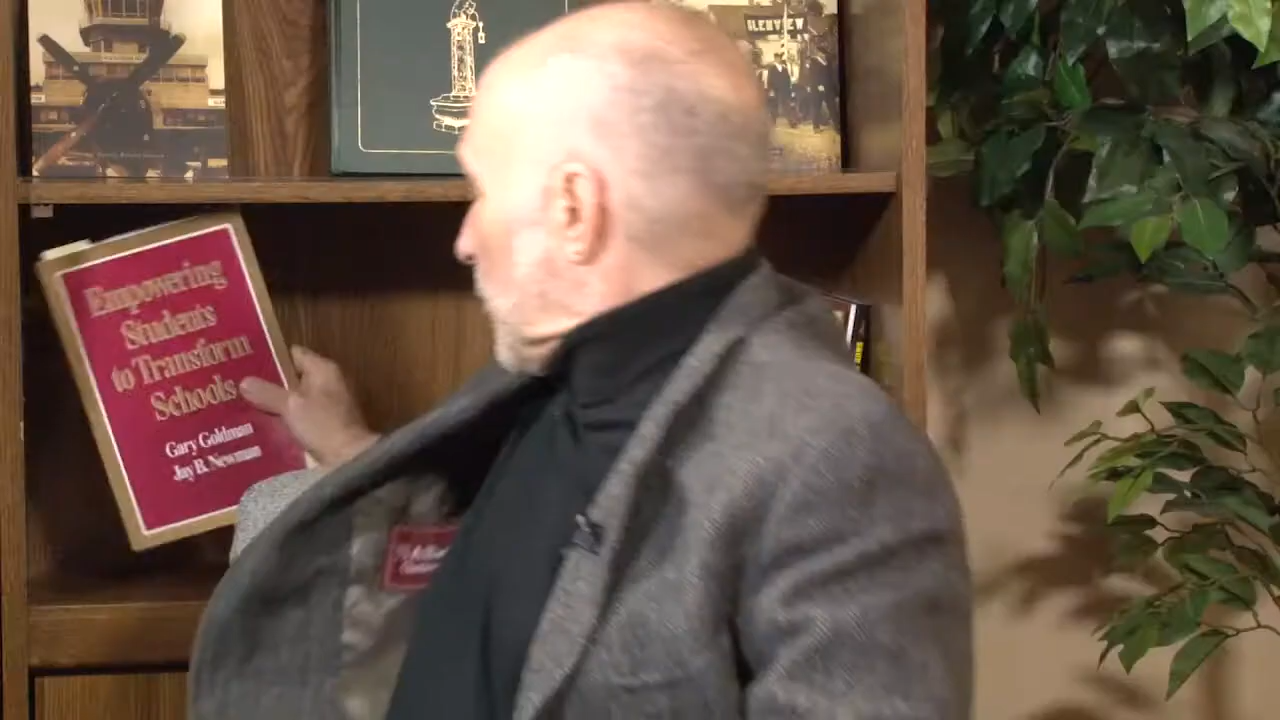 GLENVIEW
Empowering
Students
to Transform
Schools
Gary Goldman
Jay B. Newman